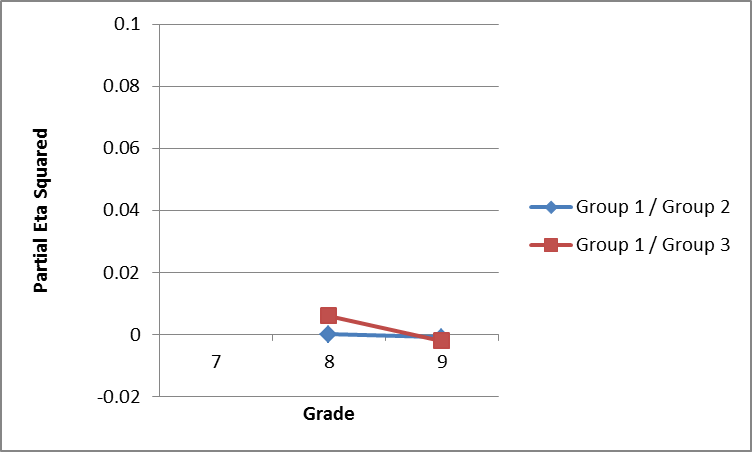 0.1
0.08
0.06
0.04
0.02
0
-0.02
Partial Eta Squared
7 8 9
Grade
Group 1 / Group 2
Group 1 / Group 3